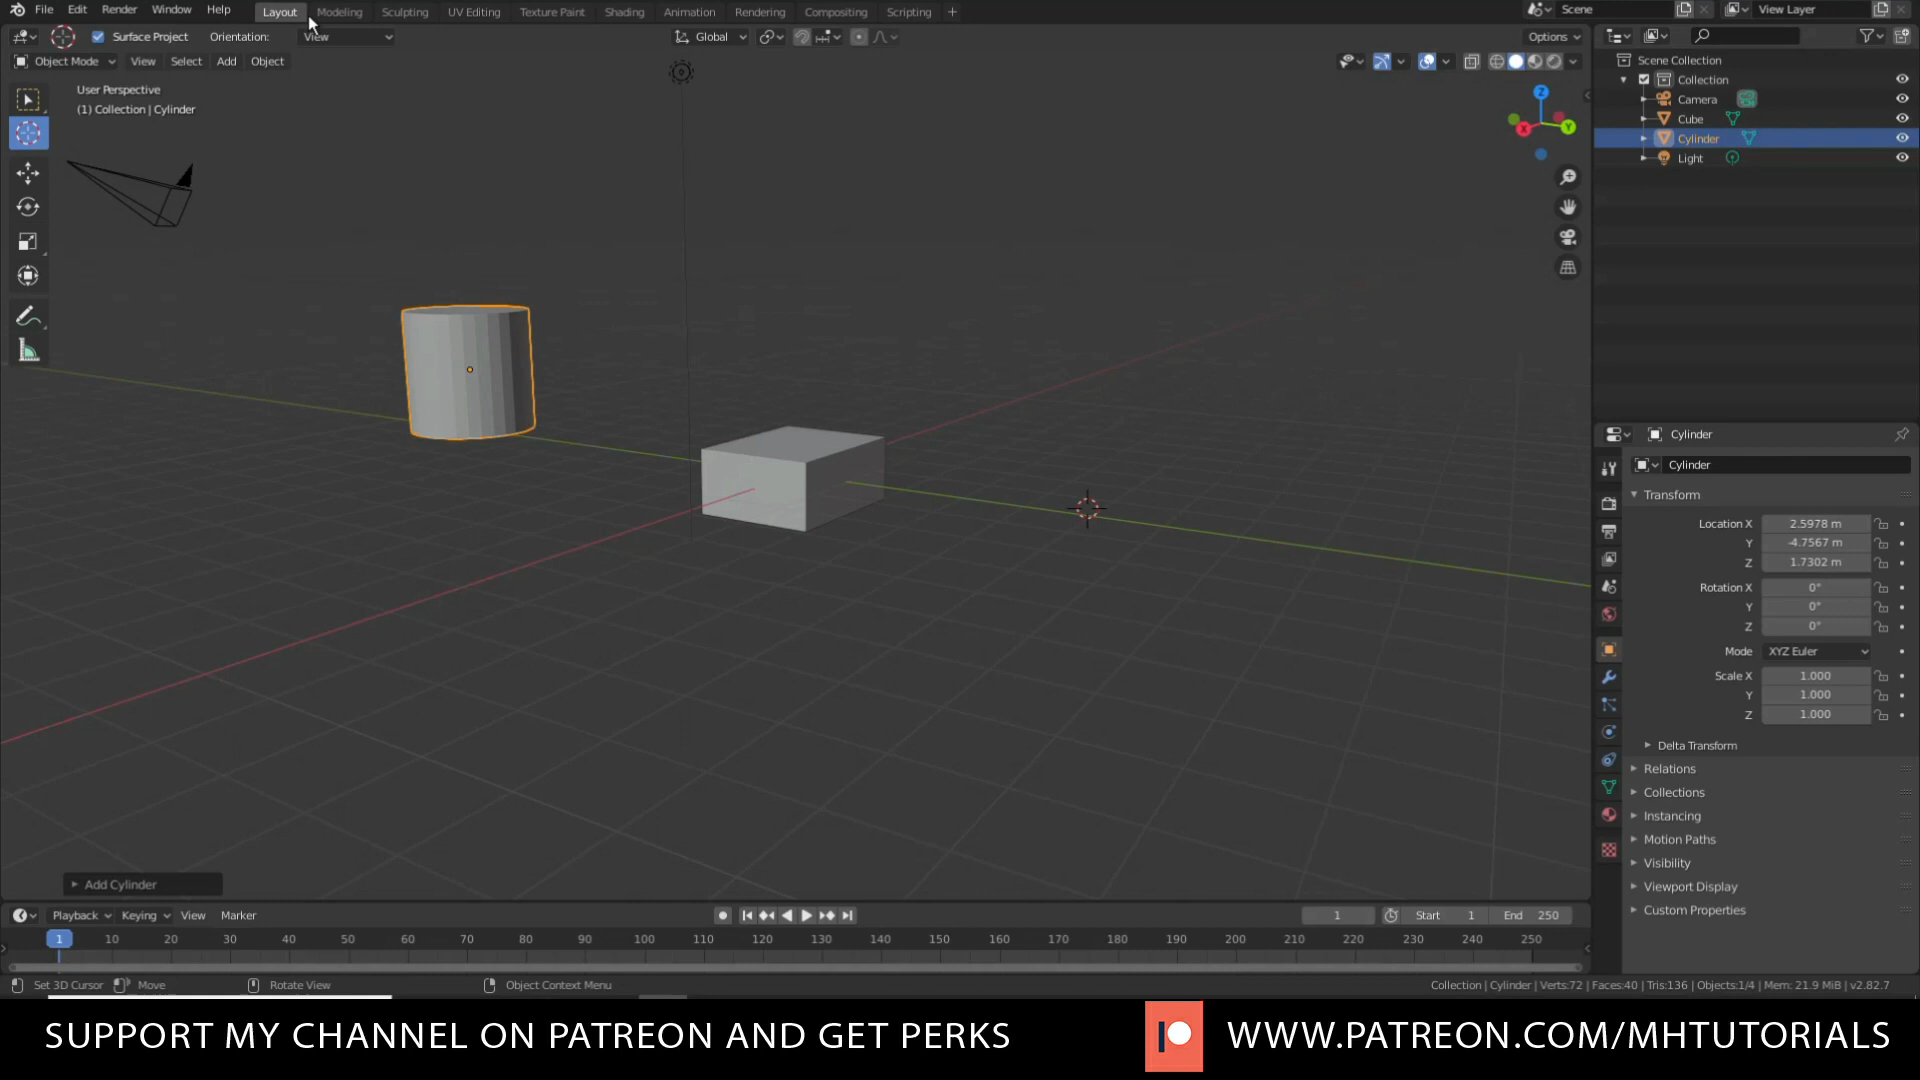 File Edit Render Window Help Layout Modeling Sculpting UV Editing Texture Paint Shading Animation Rendering Compositing Scripting + Scene View Layer
Surface Project Orientation: View Global Options
Object Mode View Select Add Object
User Perspective
(1) Collection | Cylinder
Z
X
Y
Scene Collection
Collection
Camera
Cube
Cylinder
Light
Cylinder
Cylinder
Transform
Location X 2.5978 m
Y -4.7567 m
Z 1.7302 m
Rotation X 0°
Y 0°
Z 0°
Mode XYZ Euler
Scale X 1.000
Y 1.000
Z 1.000
Delta Transform
Relations
Collections
Instancing
Motion Paths
Visibility
Viewport Display
Custom Properties
Add Cylinder
Playback Keying View Marker 1 Start 1 End 250
1 10 20 30 40 50 60 70 80 90 100 110 120 130 140 150 160 170 180 190 200 210 220 230 240 250
Set 3D Cursor Move Rotate View Object Context Menu Collection | Cylinder | Verts:72 | Faces:40 | Tris:136 | Objects:1/4 | Mem: 21.9 MiB | v2.82.7
SUPPORT MY CHANNEL ON PATREON AND GET PERKS WWW.PATREON.COM/MHTUTORIALS